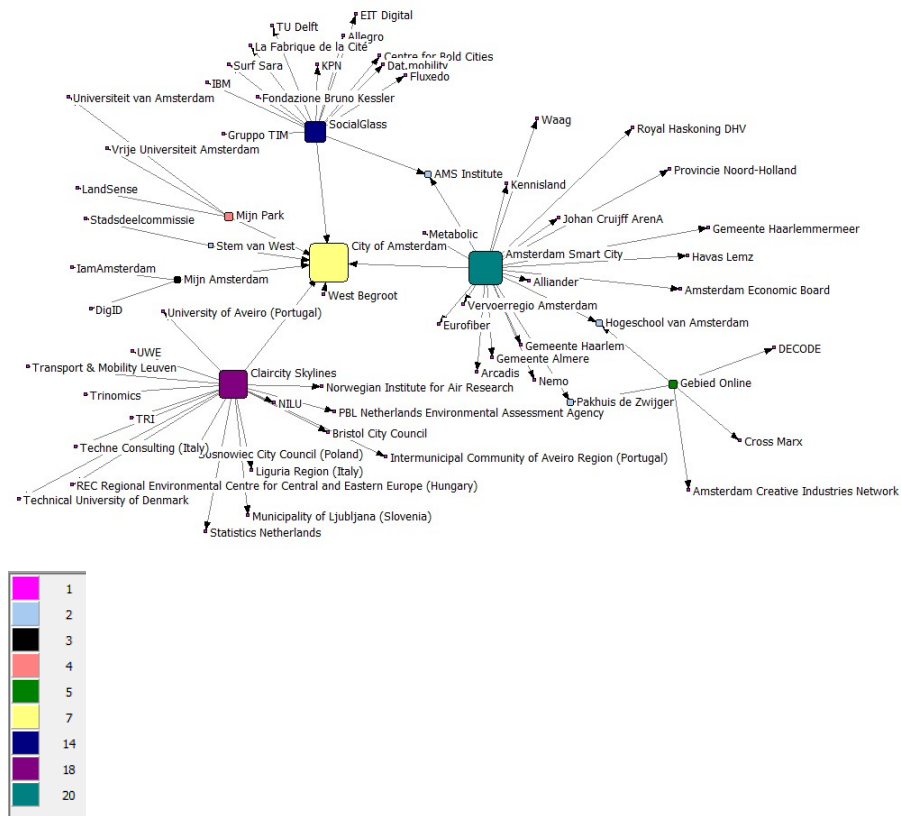 EIT Digital
TU Delft
Allegro
La Fabrique de la Cité
Centre for Bold Cities
Surf Sara
KPN
Dat.mobility
Fluxedo
IBM
Universiteit van Amsterdam
Fondazione Bruno Kessler
SocialGlass
Gruppo TIM
Waag
Royal Haskoning DHV
Vrije Universiteit Amsterdam
Provincie Noord-Holland
AMS Institute
Kennisland
LandSense
Mijn Park
Johan Cruijff ArenA
Stadsdeelcommissie
Gemeente Haarlemmermeer
Metabolic
Stem van West
City of Amsterdam
Amsterdam Smart City
Havas Lemz
IamAmsterdam
Mijn Amsterdam
Alliander
Amsterdam Economic Board
West Begroot
Vervoerregio Amsterdam
DigID
University of Aveiro (Portugal)
Eurofiber
Hogeschool van Amsterdam
Gemeente Haarlem
DECODE
UWE
Gemeente Almere
Transport & Mobility Leuven
Claircity Skylines
Arcadis
Nemo
Gebied Online
Norwegian Institute for Air Research
Trinomics
NILU
Pakhuis de Zwijger
PBL Netherlands Environmental Assessment Agency
TRI
Bristol City Council
Cross Marx
Techne Consulting (Italy)
City Council (Poland)
Intermunicipal Community of Aveiro Region (Portugal)
Liguria Region (Italy)
REC Regional Environmental Centre for Central and Eastern Europe (Hungary)
Amsterdam Creative Industries Network
Technical University of Denmark
Municipality of Ljubljana (Slovenia)
Statistics Netherlands
1
2
3
4
5
7
14
18
20